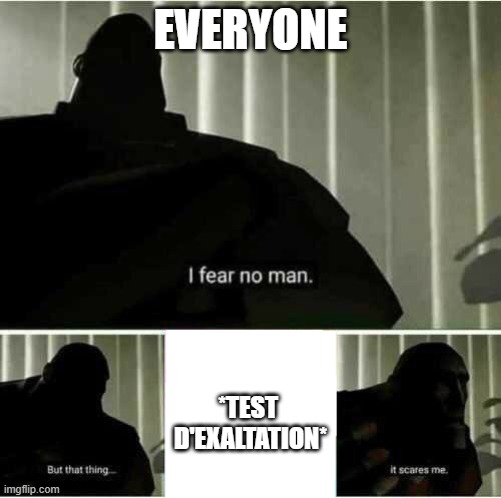 EVERYONE
I fear no man.
*TEST
D'EXALTATION*
But that thing...
it scares me.
imgflip.com